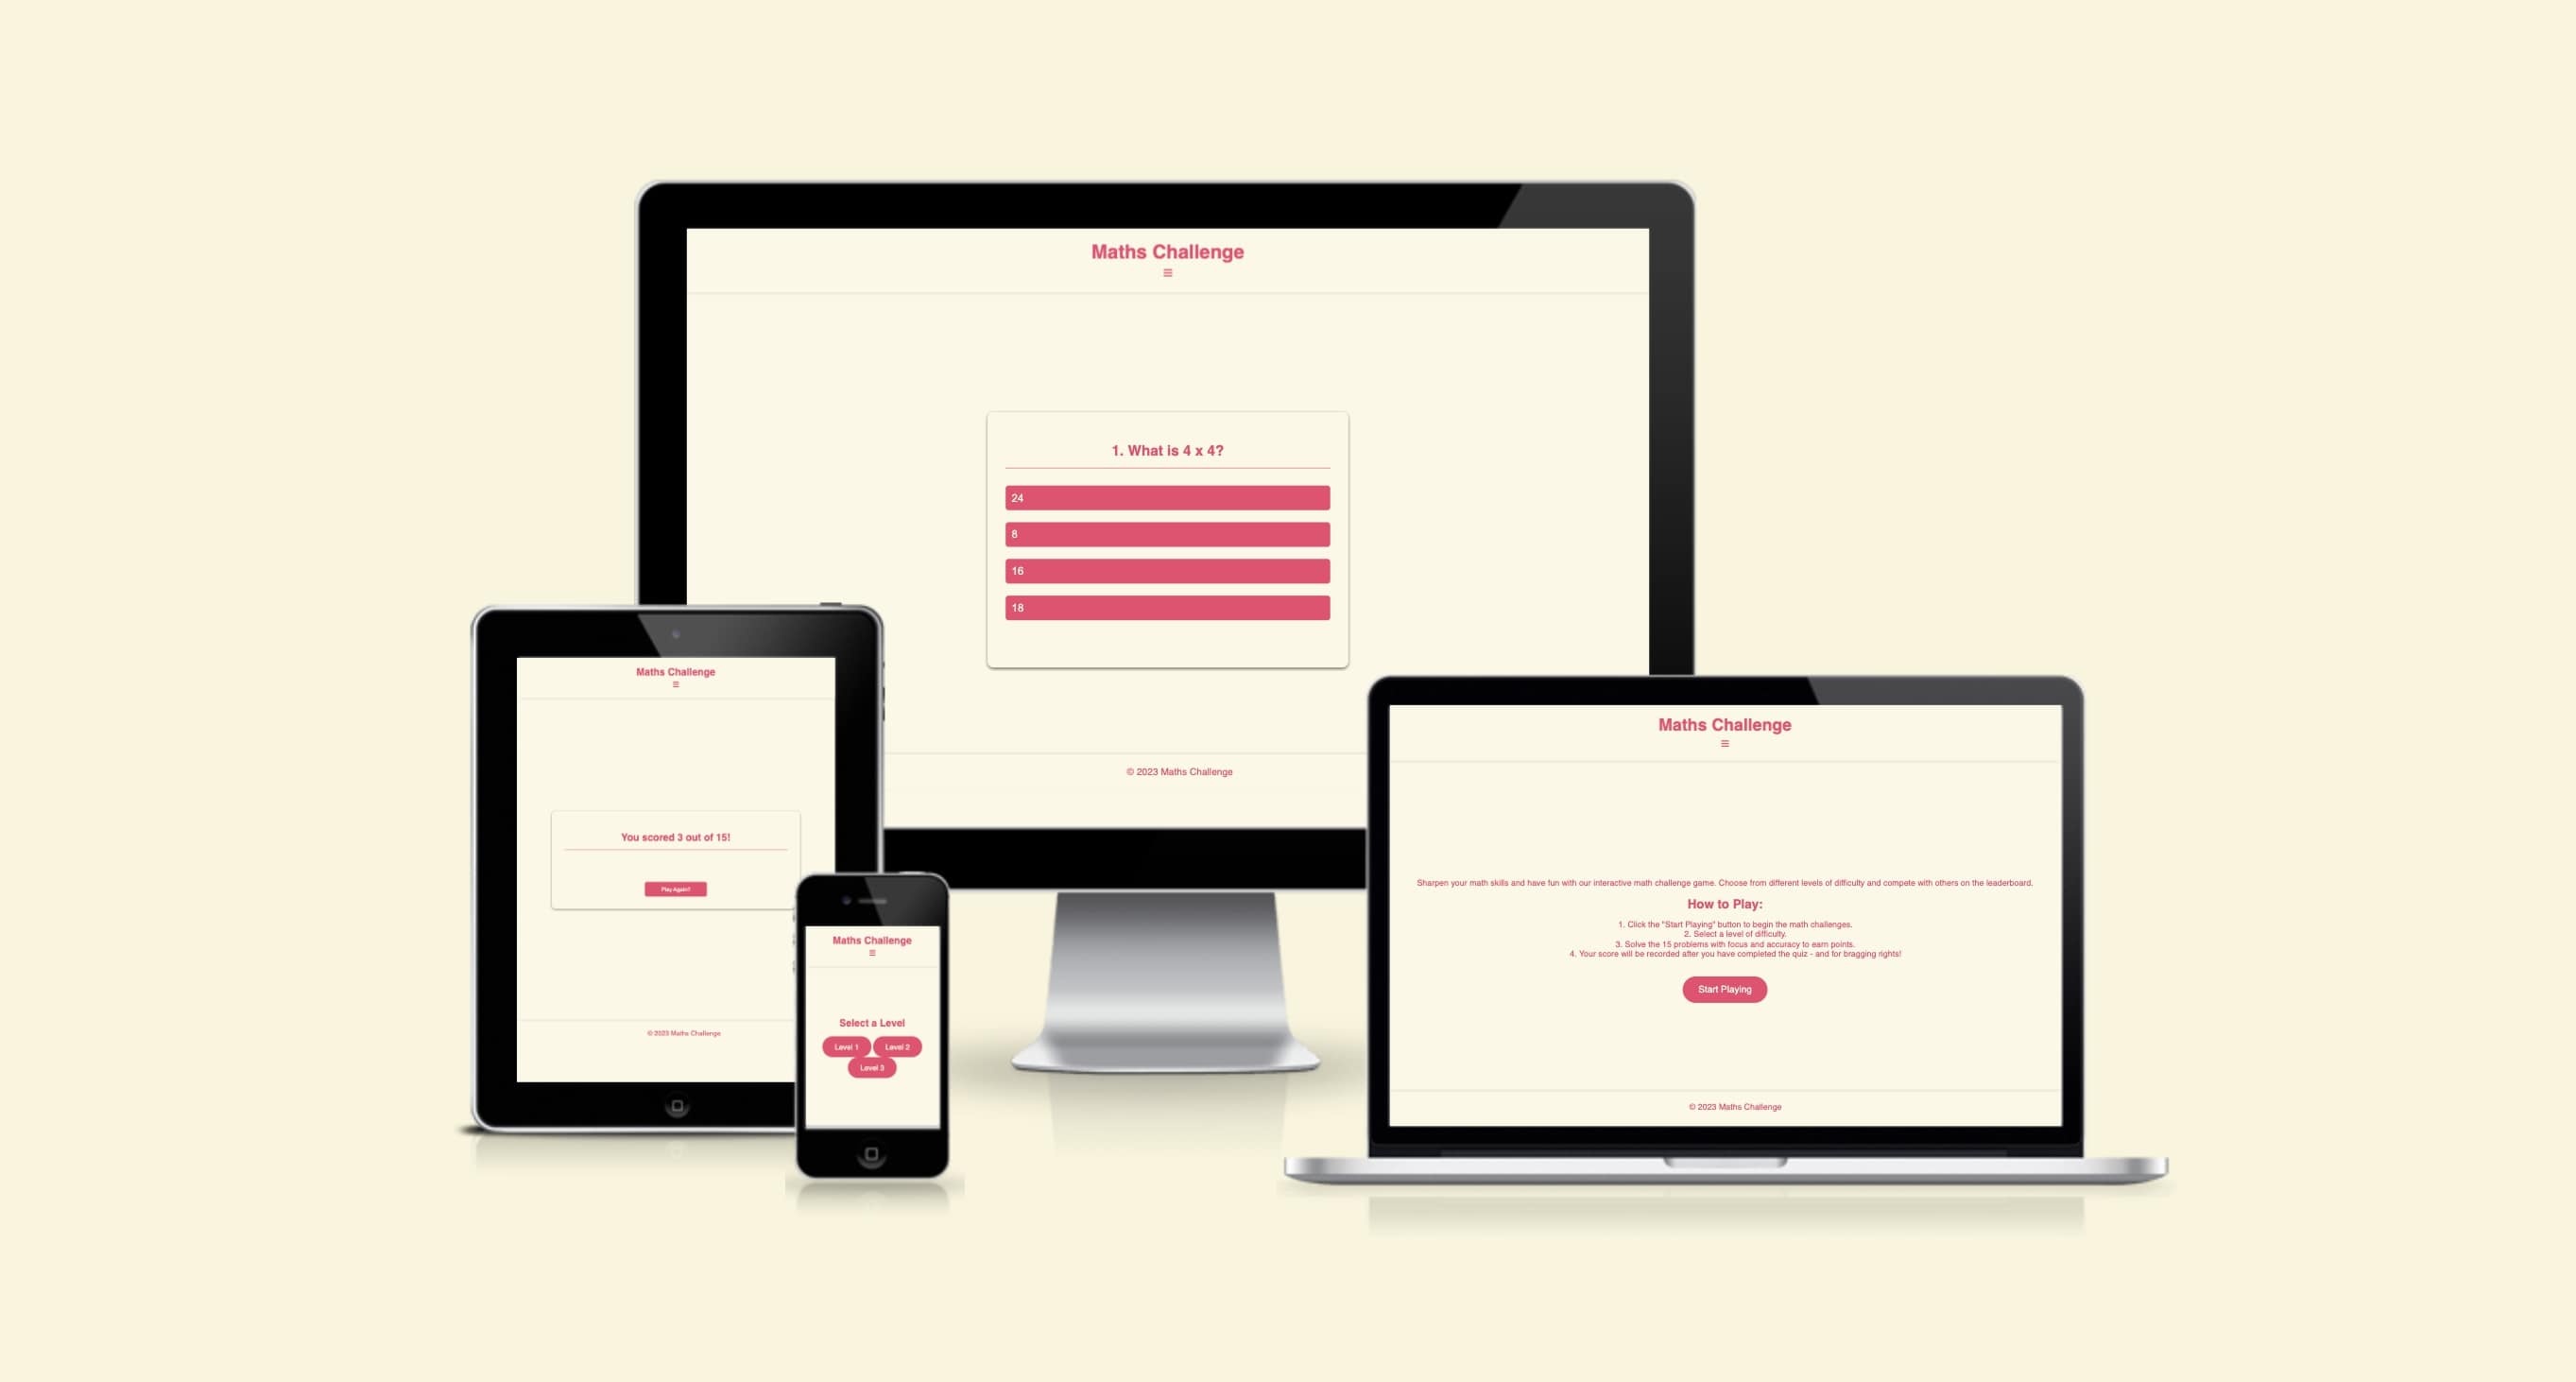 Maths Challenge
1. What is 4 x 4?
24
8
16
18
© 2023 Maths Challenge
Maths Challenge
You scored 3 out of 15!
Play Again?
© 2023 Maths Challenge
Maths Challenge
Select a Level
Level 1 Level 2
Level 3
Maths Challenge
Sharpen your math skills and have fun with our interactive math challenge game. Choose from different levels of difficulty and compete with others on the leaderboard.
How to Play:
1. Click the "Start Playing" button to begin the math challenges.
2. Select a level of difficulty.
3. Solve the 15 problems with focus and accuracy to earn points.
4. Your score will be recorded after you have completed the quiz - and for bragging rights!
Start Playing
© 2023 Maths Challenge